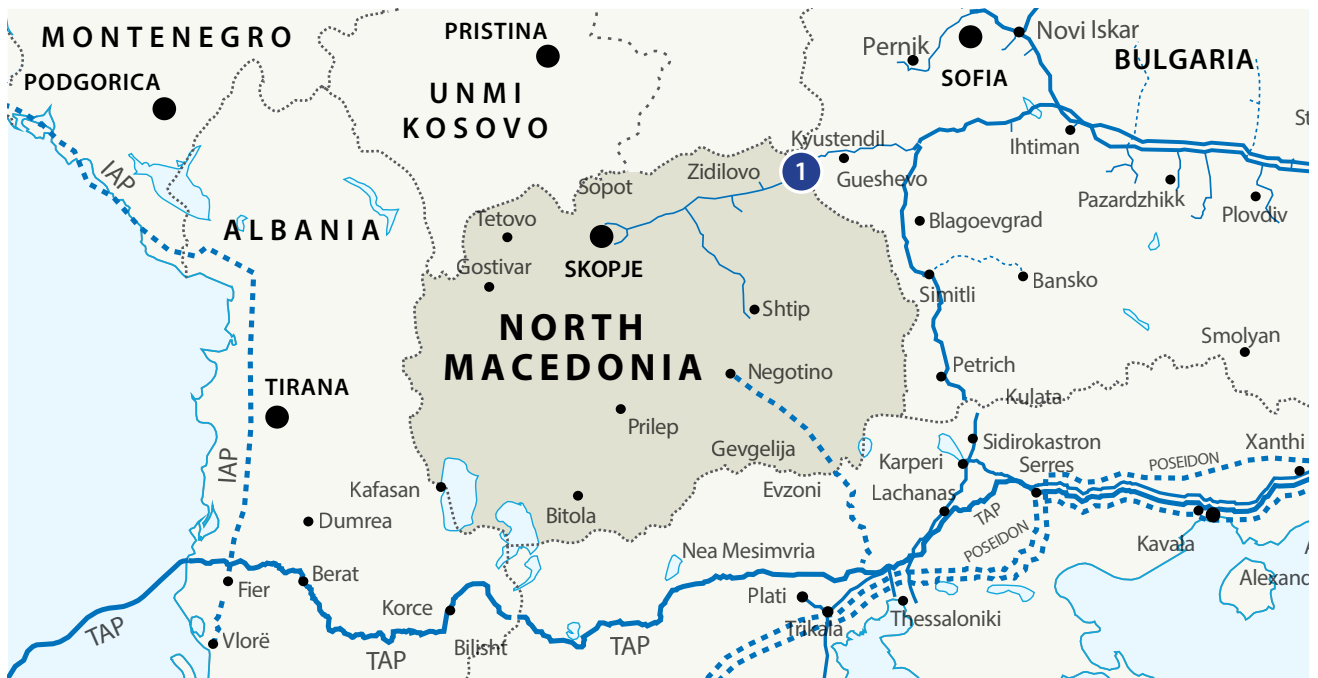 MONTENEGRO
PODGORICA
PRISTINA
UNMI
KOSOVO
Pernik
SOFIA
Novi Iskar
BULGARIA
St
IAP
Kyustendil
Gueshevo
Ihtiman
Pazardzhikk
Plovdiv
ALBANIA
Sopot
Zidilovo
1
Tetovo
SKOPJE
Gostivar
Blagoevgrad
Simitli
Bansko
Shtip
NORTH
MACEDONIA
Smolyan
TIRANA
Negotino
Petrich
Kulata
Prilep
Gevgelija
Sidirokastron
Xanthi
IAP
Kafasan
Evzoni
Karperi
Serres
POSEIDON
Lachanas
Dumrea
Bitola
TAP
POSEIDON
Kavala
A
Nea Mesimvria
Berat
Fier
Korce
Plati
Alexand
Trikala
Thessaloniki
TAP
Vlorë
TAP
Bilisht
TAP